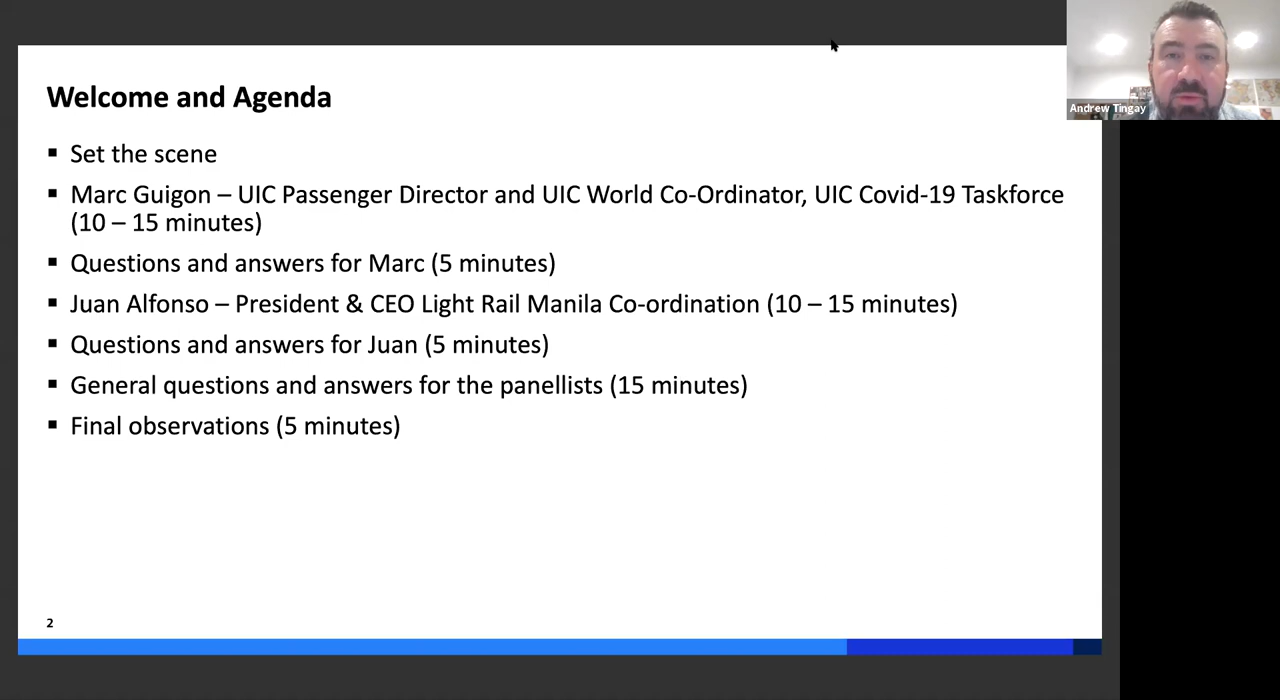 Welcome and Agenda
Andrew Tingay
▪ Set the scene
▪ Marc Guigon – UIC Passenger Director and UIC World Co-Ordinator, UIC Covid-19 Taskforce
(10 – 15 minutes)
▪ Questions and answers for Marc (5 minutes)
▪ Juan Alfonso – President & CEO Light Rail Manila Co-ordination (10 – 15 minutes)
▪ Questions and answers for Juan (5 minutes)
▪ General questions and answers for the panellists (15 minutes)
▪ Final observations (5 minutes)
2